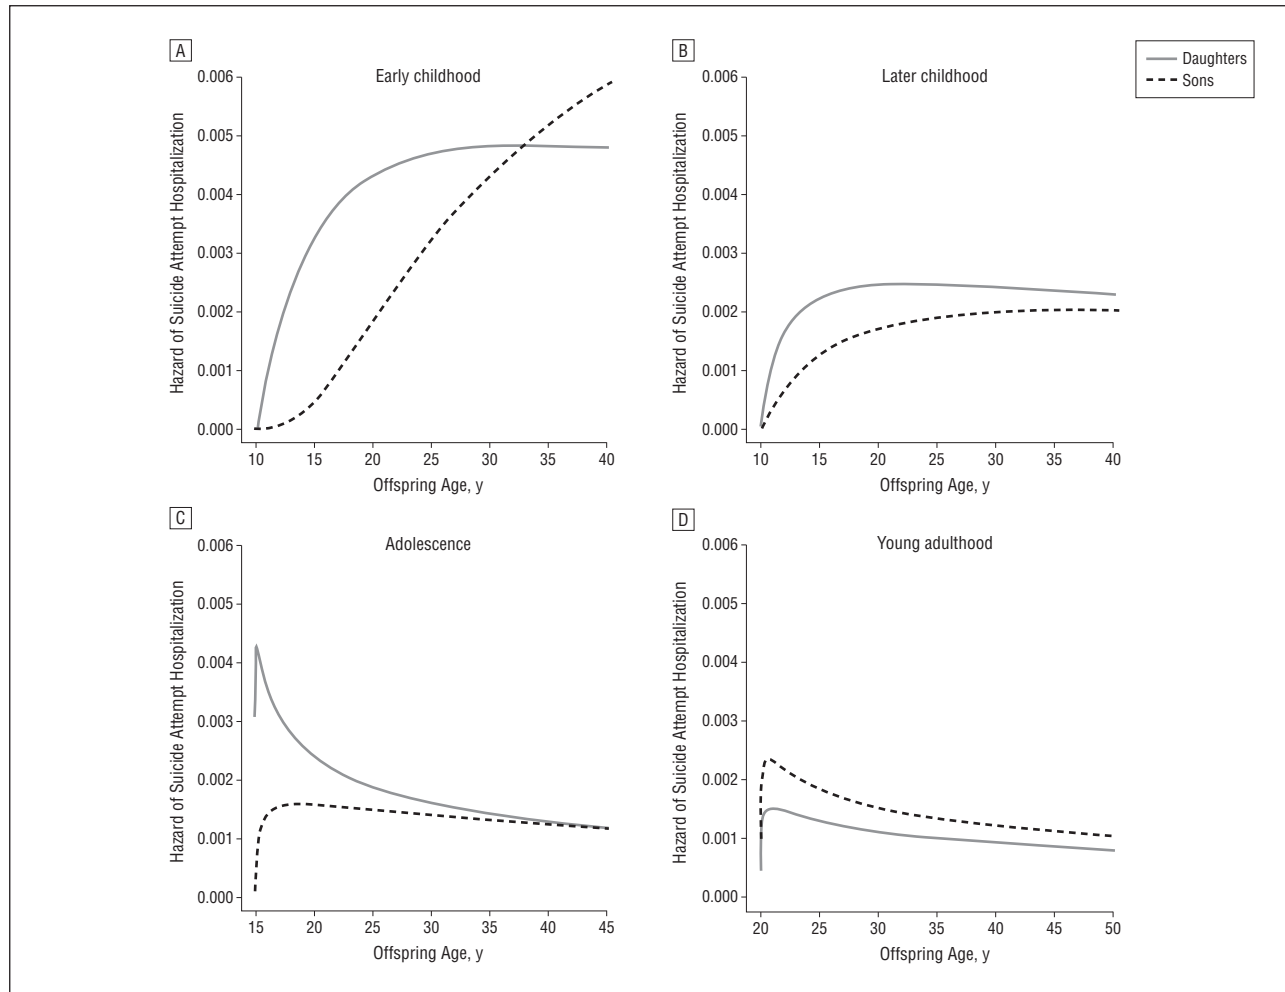 A
Early childhood
Hazard of Suicide Attempt Hospitalization
0.006
0.005
0.004
0.003
0.002
0.001
0.000
10 15 20 25 30 35 40
Offspring Age, y
B
Later childhood
Hazard of Suicide Attempt Hospitalization
0.006
0.005
0.004
0.003
0.002
0.001
0.000
10 15 20 25 30 35 40
Offspring Age, y
Daughters
Sons
C
Adolescence
Hazard of Suicide Attempt Hospitalization
0.006
0.005
0.004
0.003
0.002
0.001
0.000
15 20 25 30 35 40 45
Offspring Age, y
D
Young adulthood
Hazard of Suicide Attempt Hospitalization
0.006
0.005
0.004
0.003
0.002
0.001
0.000
20 25 30 35 40 45 50
Offspring Age, y